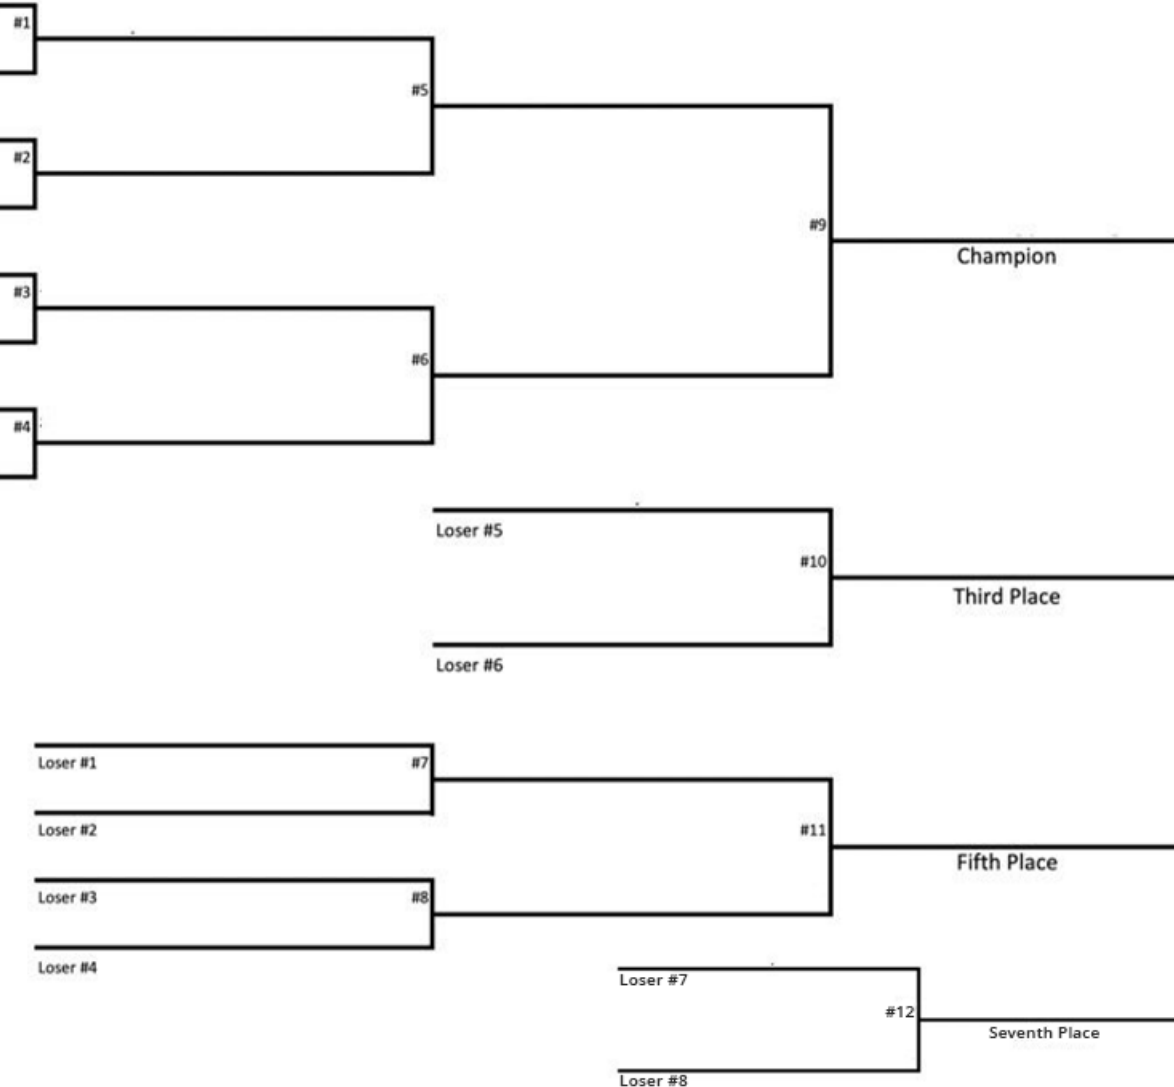 #1
#5
#2
#9
Champion
#3
#6
#4
Loser #5
#10
Third Place
Loser #6
Loser #1
#7
Loser #2
#11
Fifth Place
Loser #3
#8
Loser #4
Loser #7
#12
Seventh Place
Loser #8